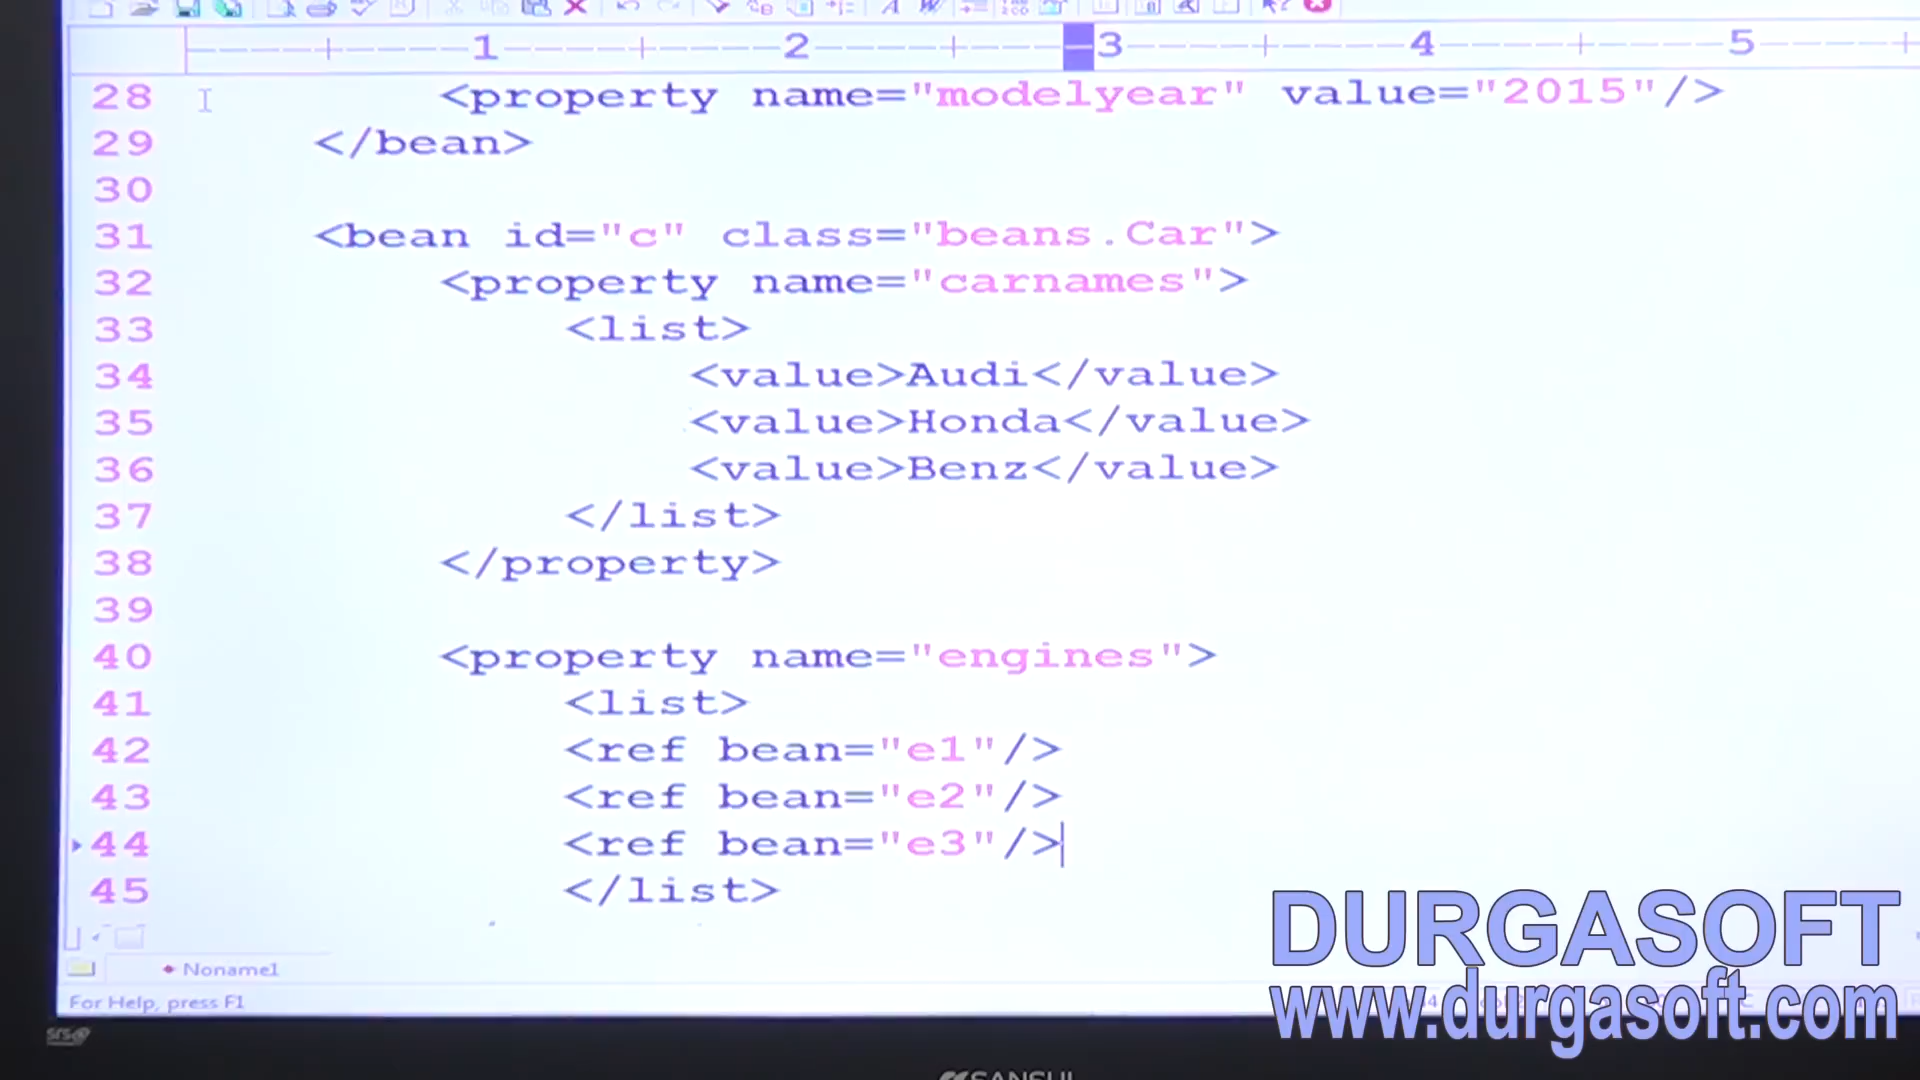 1 2 3 4 5
28 <property name="modelyear" value="2015"/>
29 </bean>
30
31 <bean id="c" class="beans.Car">
32 <property name="carnames">
33 <list>
34 <value>Audi</value>
35 <value>Honda</value>
36 <value>Benz</value>
37 </list>
38 </property>
39
40 <property name="engines">
41 <list>
42 <ref bean="e1"/>
43 <ref bean="e2"/>
44 <ref bean="e3"/>
45 </list>
Noname1
For Help, press F1
DURGASOFT
www.durgasoft.com
SANSUI